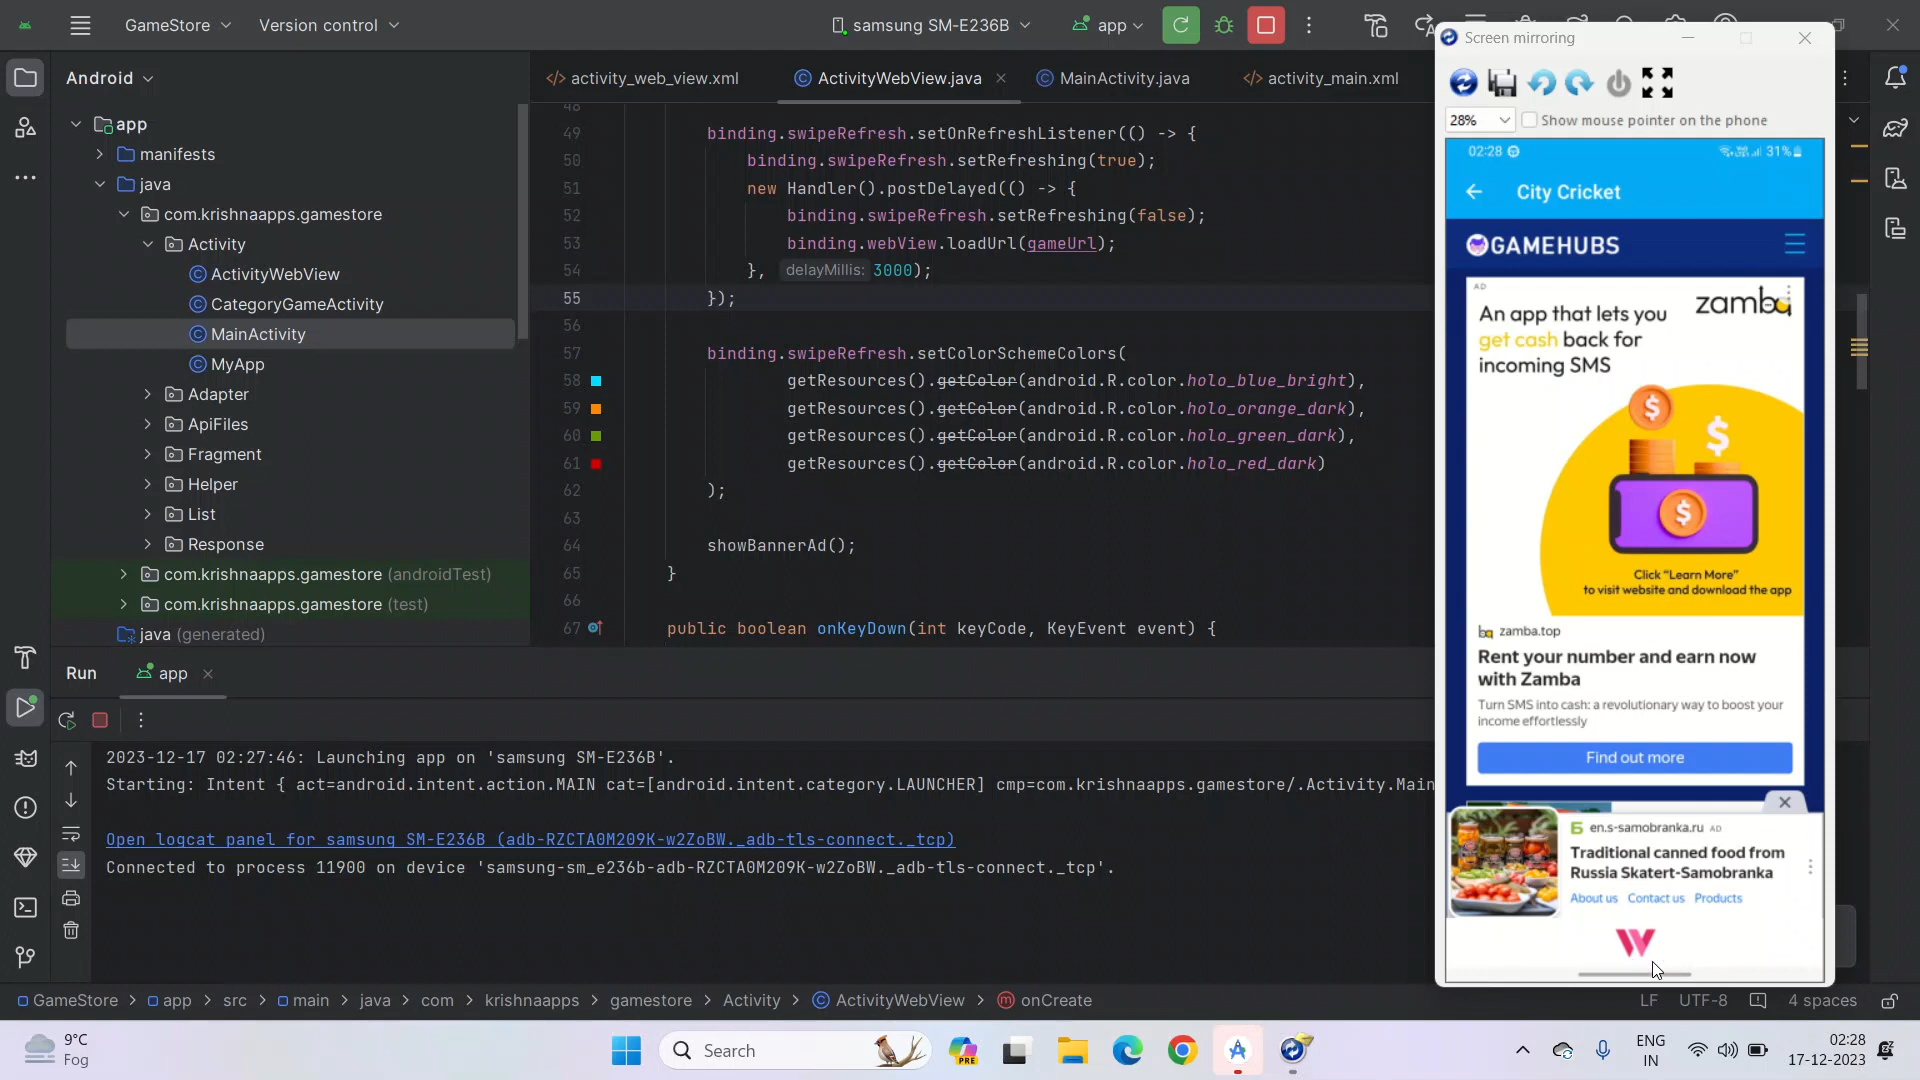 GameStore
Version control
samsung SM-E236B
app
Android
app
manifests
java
com.krishnaapps.gamestore
Activity
ActivityWebView
CategoryGameActivity
MainActivity
MyApp
Adapter
ApiFiles
Fragment
Helper
List
Response
com.krishnaapps.gamestore (androidTest)
com.krishnaapps.gamestore (test)
java (generated)
activity_web_view.xml
ActivityWebView.java
MainActivity.java
activity_main.xml
48
49 binding.swipeRefresh.setOnRefreshListener(() -> {
50 binding.swipeRefresh.setRefreshing(true);
51 new Handler().postDelayed(() -> {
52 binding.swipeRefresh.setRefreshing(false);
53 binding.webView.loadUrl(gameUrl);
54 }, delayMillis: 3000);
55 });
56
57 binding.swipeRefresh.setColorSchemeColors(
58 getResources().getColor(android.R.color.holo_blue_bright),
59 getResources().getColor(android.R.color.holo_orange_dark),
60 getResources().getColor(android.R.color.holo_green_dark),
61 getResources().getColor(android.R.color.holo_red_dark)
62 );
63
64 showBannerAd();
65 }
66
67 public boolean onKeyDown(int keyCode, KeyEvent event) {
Run
app
2023-12-17 02:27:46: Launching app on 'samsung SM-E236B'.
Starting: Intent { act=android.intent.action.MAIN cat=[android.intent.category.LAUNCHER] cmp=com.krishnaapps.gamestore/.Activity.Main
Open logcat panel for samsung SM-E236B (adb-RZCTA0M209K-w2ZoBW._adb-tls-connect._tcp)
Connected to process 11900 on device 'samsung-sm_e236b-adb-RZCTA0M209K-w2ZoBW._adb-tls-connect._tcp'.
GameStore > app > src > main > java > com > krishnaapps > gamestore > Activity > ActivityWebView > onCreate
LF UTF-8 4 spaces
Screen mirroring
28%
Show mouse pointer on the phone
02:28
31%
City Cricket
GAMEHUBS
AD
zamba
An app that lets you
get cash back for
incoming SMS
Click "Learn More"
to visit website and download the app
zamba.top
Rent your number and earn now
with Zamba
Turn SMS into cash: a revolutionary way to boost your
income effortlessly
Find out more
en.s-samobranka.ru AD
Traditional canned food from
Russia Skatert-Samobranka
About us Contact us Products
9°C
Fog
Search
PRE
ENG
IN
02:28
17-12-2023